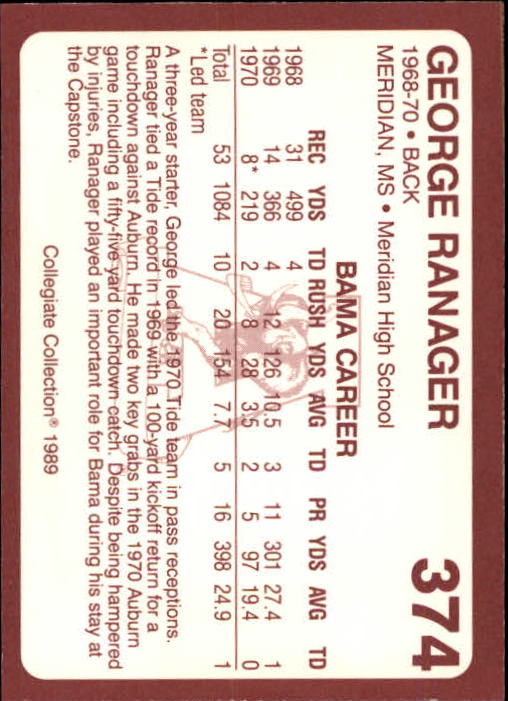 GEORGE RANAGER 374
1968-70 • BACK
MERIDIAN, MS • Meridian High School
BAMA CAREER
REC YDS TD RUSH YDS AVG TD PR YDS AVG TD
1968 31 499 4
1969 14 366 4 12 126 10.5 3 11 301 27.4 1
1970 8* 219 2 8 28 3.5 2 5 97 19.4 0
Total 53 1084 10 20 154 7.7 5 16 398 24.9 1
*Led team
A three-year starter, George led the 1970 Tide team in pass receptions.
Ranager tied a Tide record in 1969 with a 100-yard kickoff return for a
touchdown against Auburn. He made two key grabs in the 1970 Auburn
game including a fifty-five-yard touchdown catch. Despite being hampered
by injuries, Ranager played an important role for Bama during his stay at
the Capstone.
Collegiate Collection® 1989